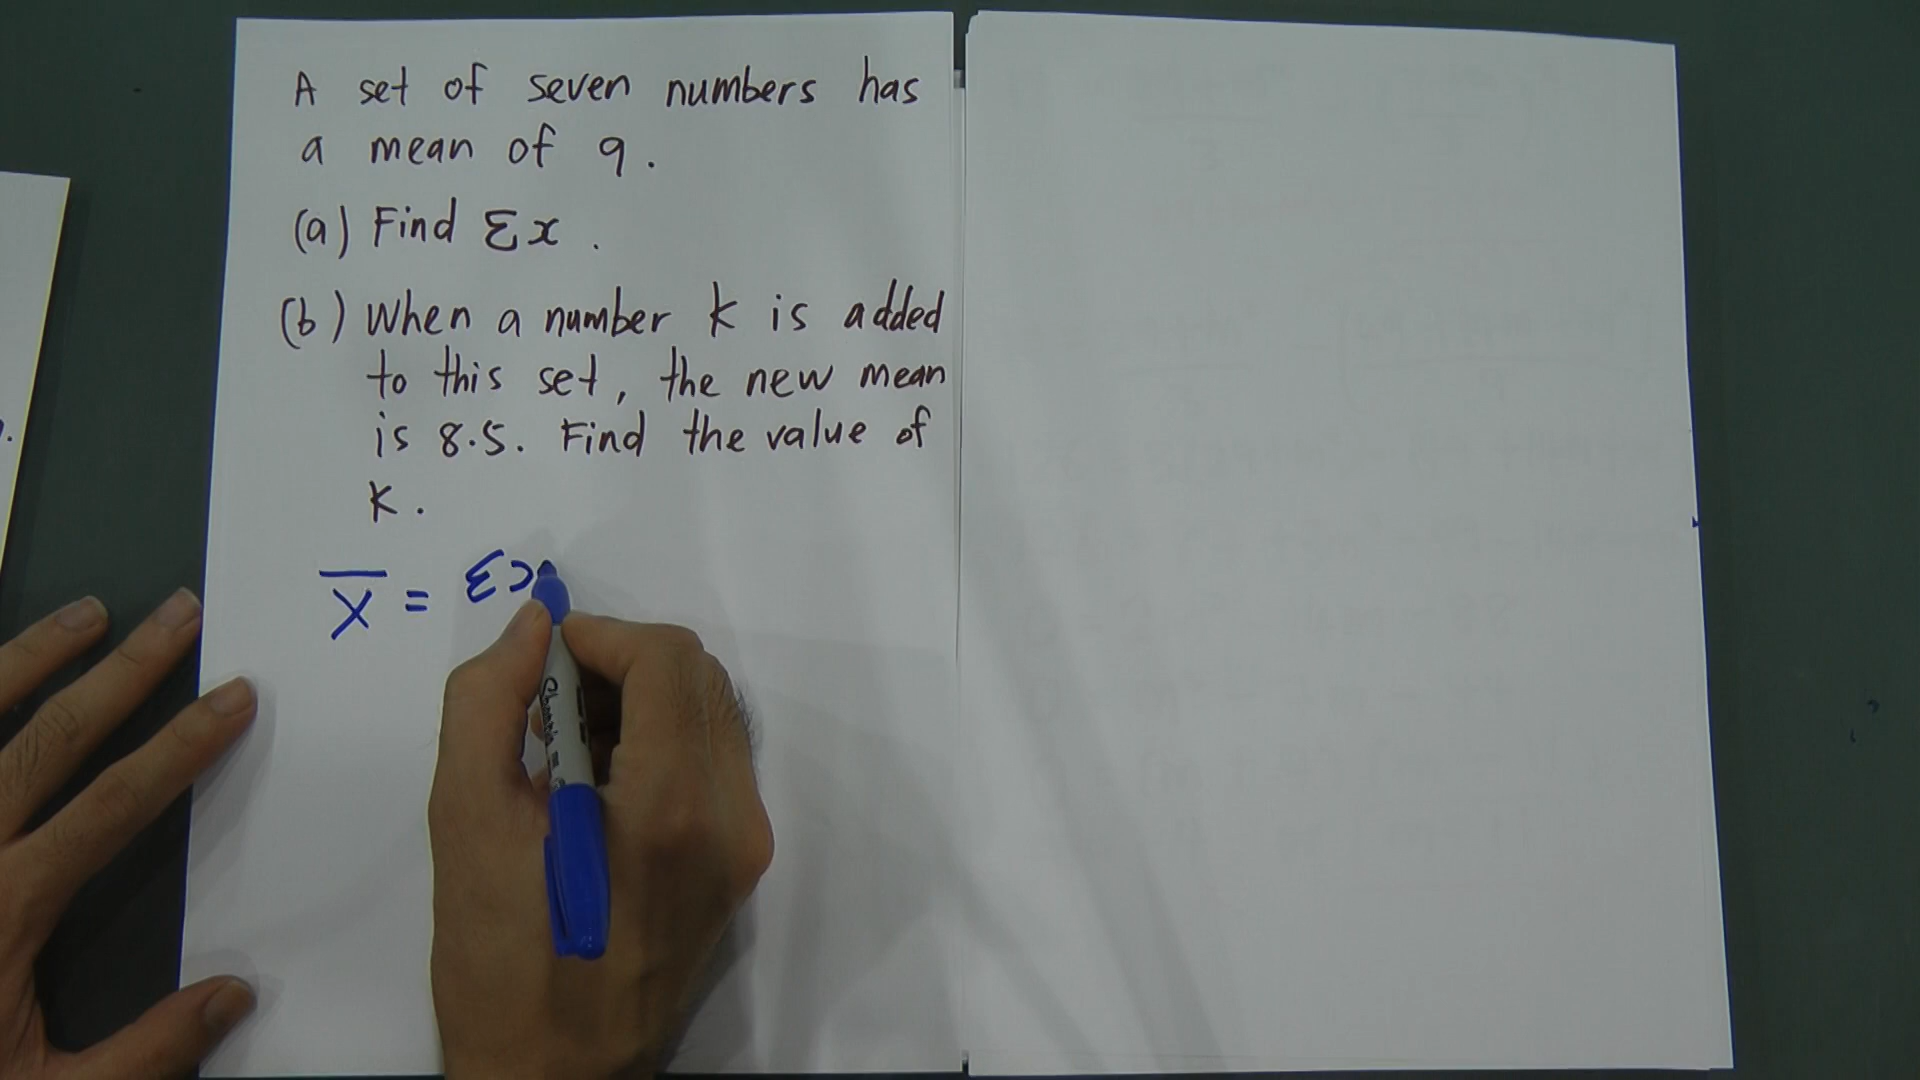 A set of seven numbers has
a mean of 9.
(a) Find Σx.
(b) When a number k is added
to this set, the new mean
is 8.5. Find the value of
k.
X̅ = Σx
Sharpie